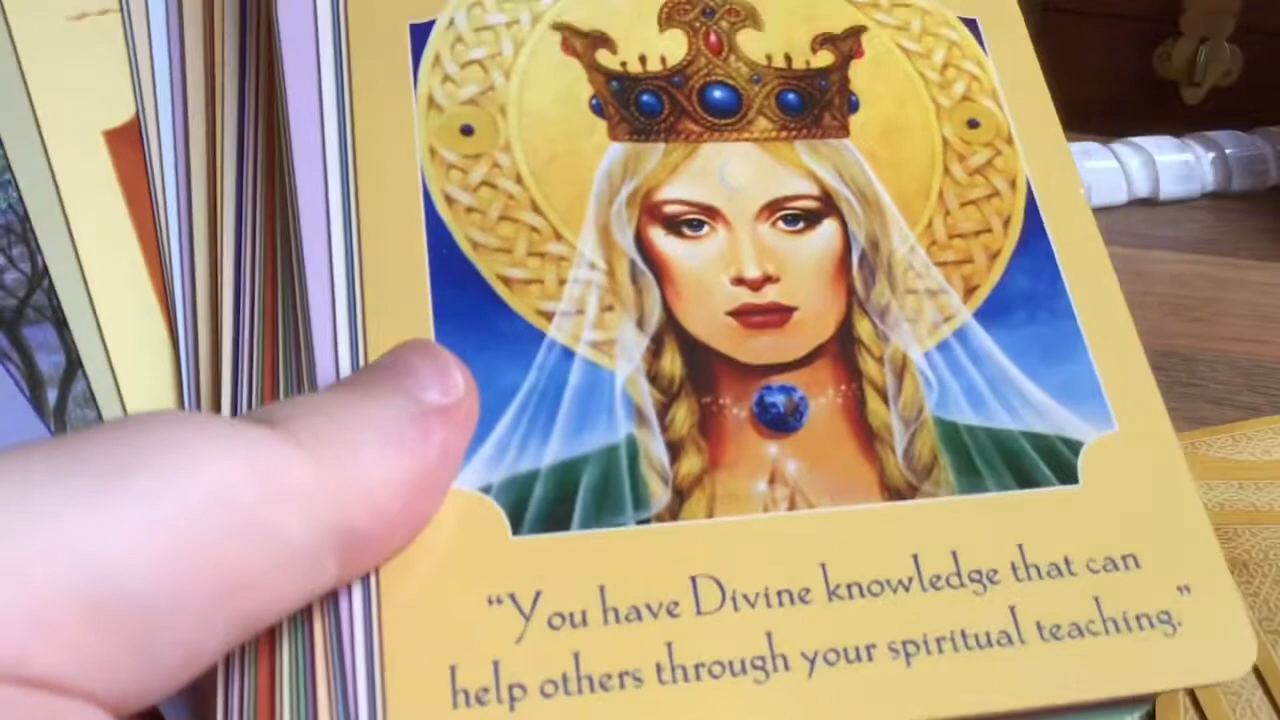 “You have Divine knowledge that can
help others through your spiritual teaching.”